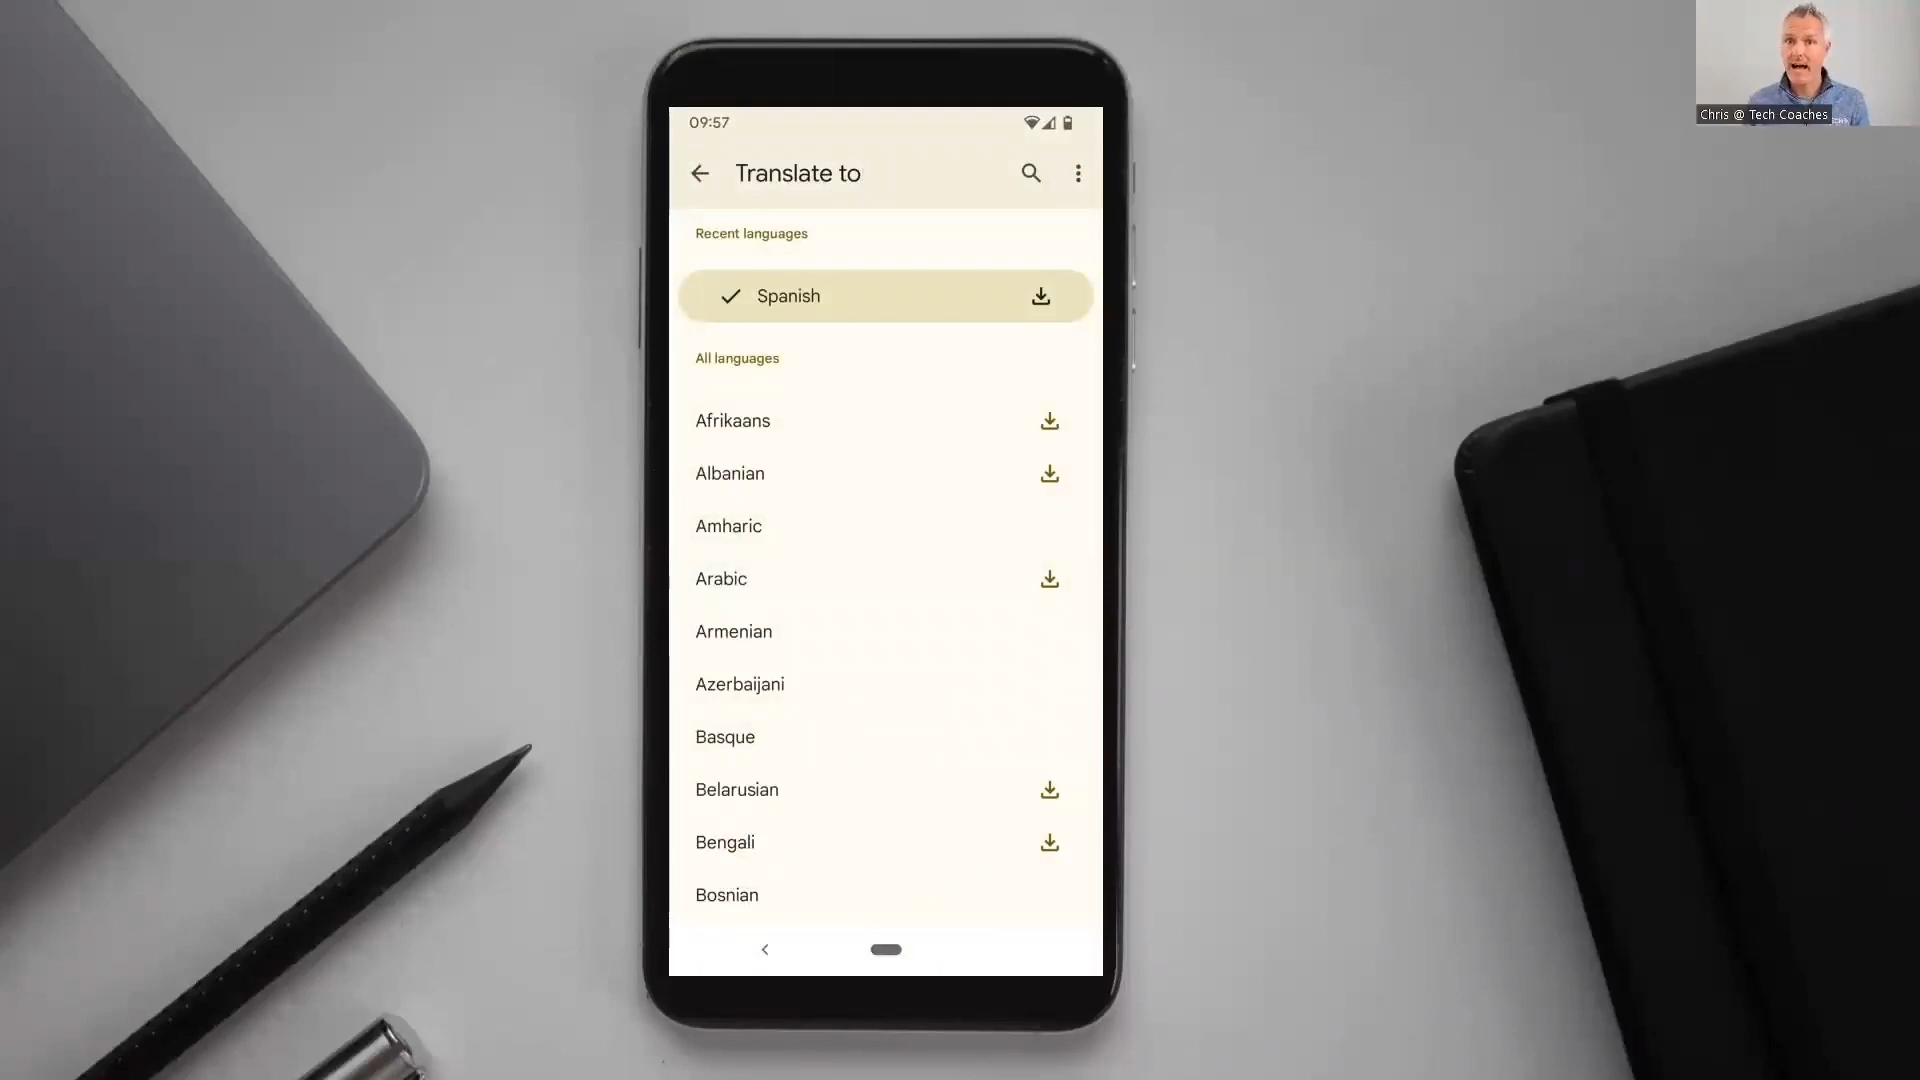 Chris @ Tech Coaches
09:57
Translate to
Recent languages
Spanish
All languages
Afrikaans
Albanian
Amharic
Arabic
Armenian
Azerbaijani
Basque
Belarusian
Bengali
Bosnian